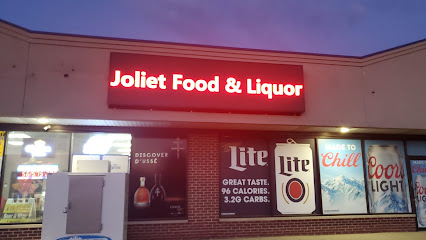 Joliet Food & Liquor
DISCOVER
D'USSÉ
Lite
GREAT TASTE.
96 CALORIES.
3.2G CARBS.
Lite
MADE TO
Chill
Coors
LIGHT